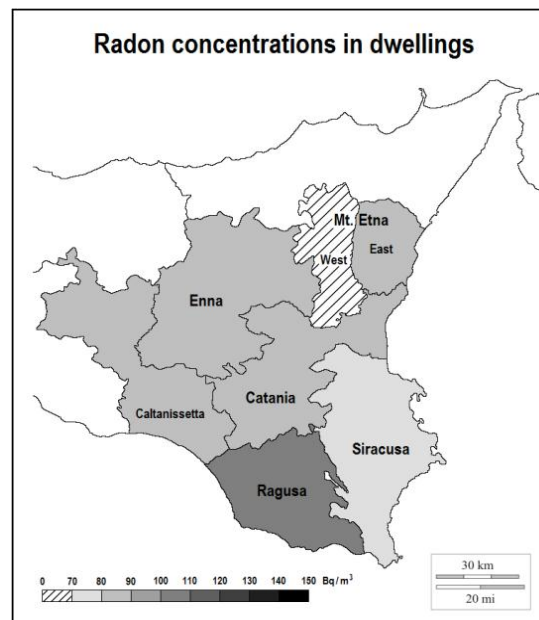 Radon concentrations in dwellings
Mt. Etna
West
East
Enna
Catania
Caltanissetta
Siracusa
Ragusa
0 70 80 90 100 110 120 130 140 150 Bq/m³
30 km
20 mi